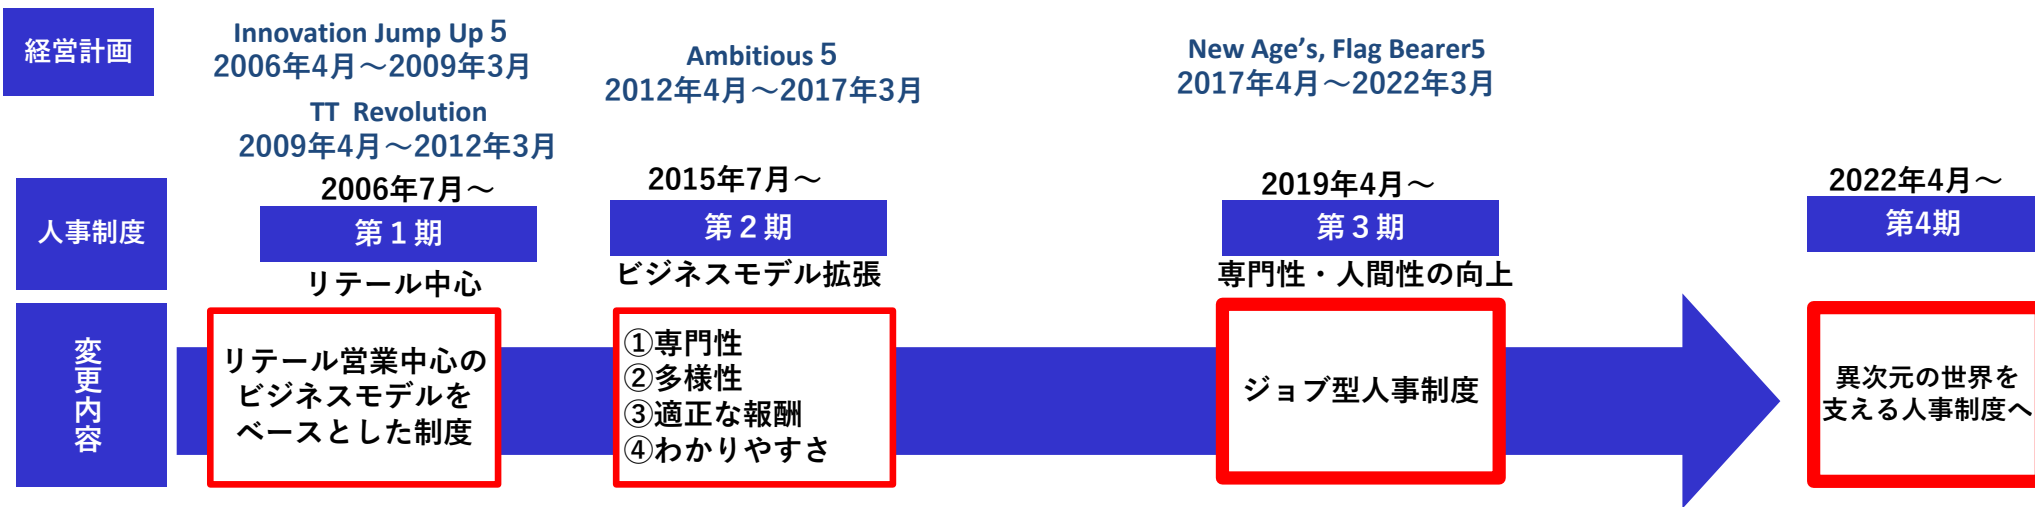 経営計画
Innovation Jump Up 5
2006年4月～2009年3月
TT Revolution
2009年4月～2012年3月
Ambitious 5
2012年4月～2017年3月
New Age's, Flag Bearer5
2017年4月～2022年3月
人事制度
2006年7月～
第１期
リテール中心
2015年7月～
第２期
ビジネスモデル拡張
2019年4月～
第３期
専門性・人間性の向上
2022年4月～
第4期
変更内容
リテール営業中心の
ビジネスモデルを
ベースとした制度
①専門性
②多様性
③適正な報酬
④わかりやすさ
ジョブ型人事制度
異次元の世界を
支える人事制度へ